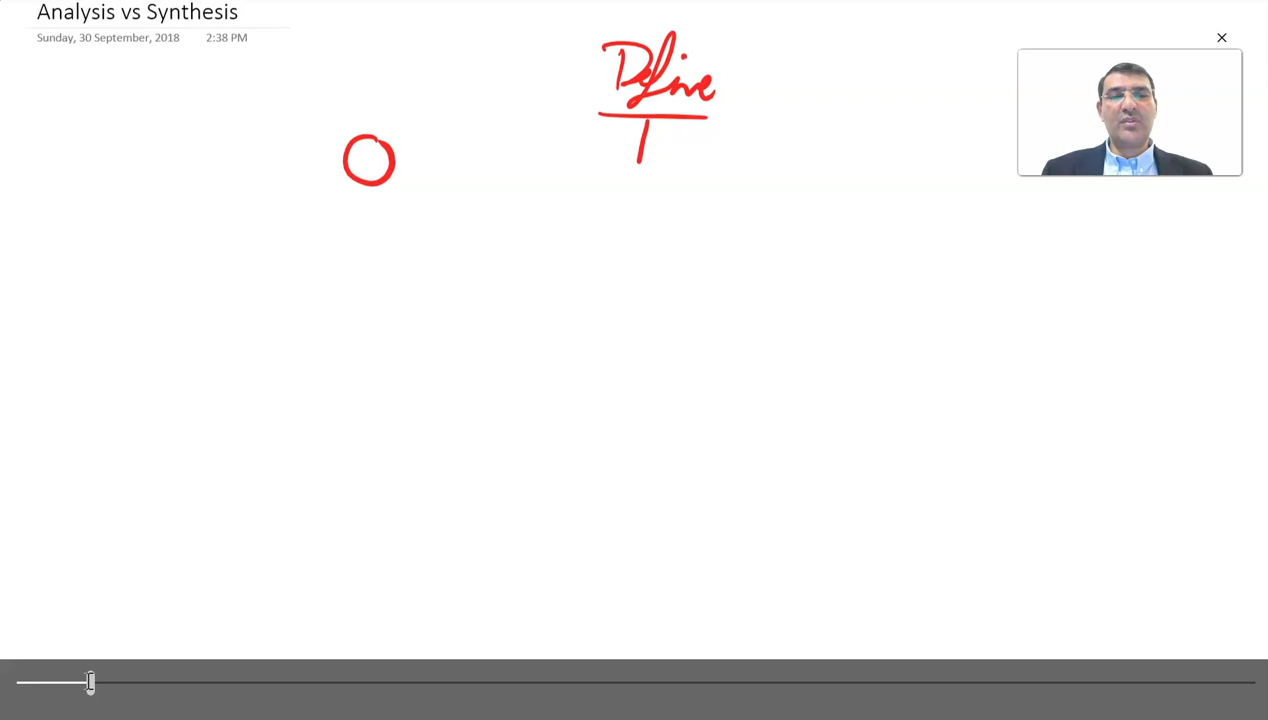 Analysis vs Synthesis
Sunday, 30 September, 2018 2:38 PM
Define